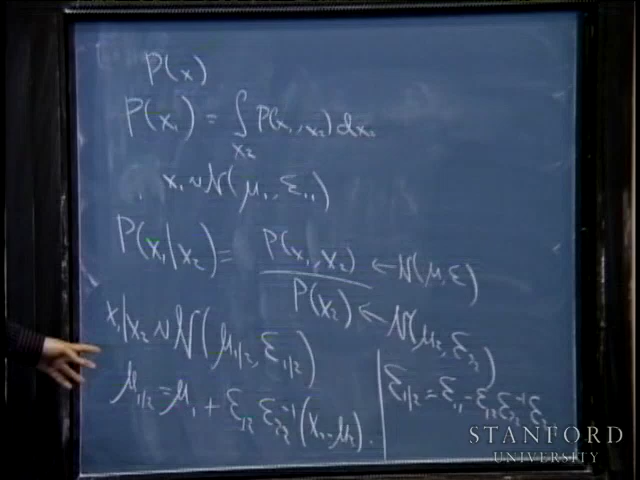 P(x)
P(x₁) = ∫_{x₂} P(x₁, x₂) dx₂
x₁ ~ N(μ₁, Σ₁₁)
P(x₁|x₂) = P(x₁, x₂) ← N(μ, Σ)
P(x₂) ← N(μ₂, Σ₂₂)
x₁|x₂ ~ N(μ₁/₂, Σ₁/₂)
μ₁/₂ = μ₁ + Σ₁₂ Σ₂₂⁻¹ (x₂ - μ₂).
Σ₁/₂ = Σ₁₁ - Σ₁₂ Σ₂₂⁻¹ Σ₂
STANFORD
UNIVERSITY